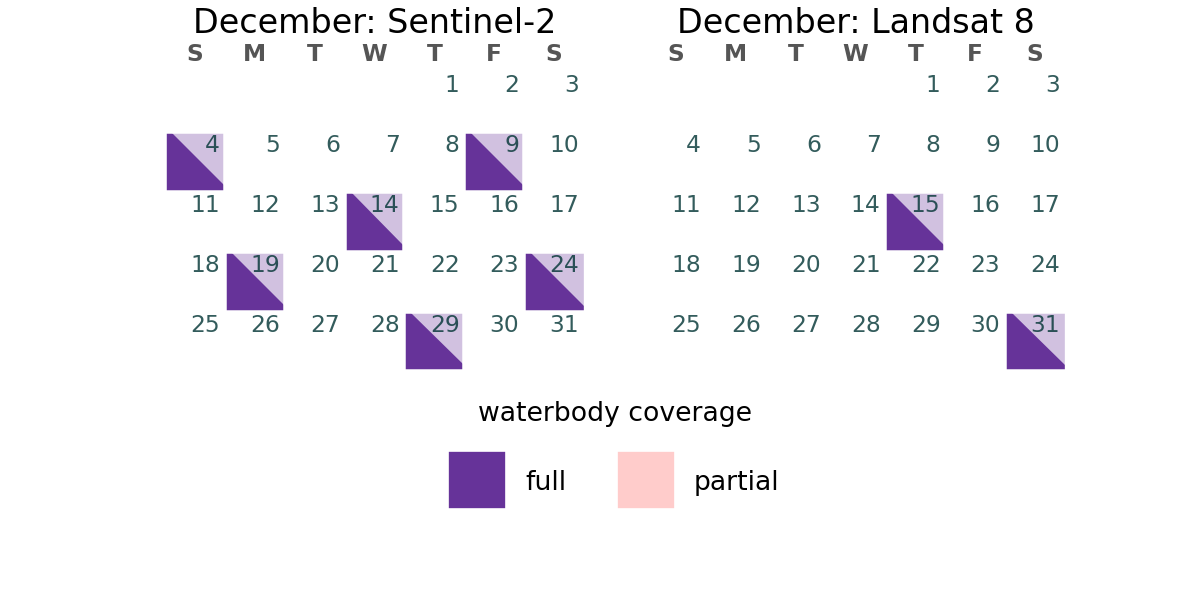 December: Sentinel-2
S M T W T F S
1 2 3
4 5 6 7 8 9 10
11 12 13 14 15 16 17
18 19 20 21 22 23 24
25 26 27 28 29 30 31
December: Landsat 8
S M T W T F S
1 2 3
4 5 6 7 8 9 10
11 12 13 14 15 16 17
18 19 20 21 22 23 24
25 26 27 28 29 30 31
waterbody coverage
full partial